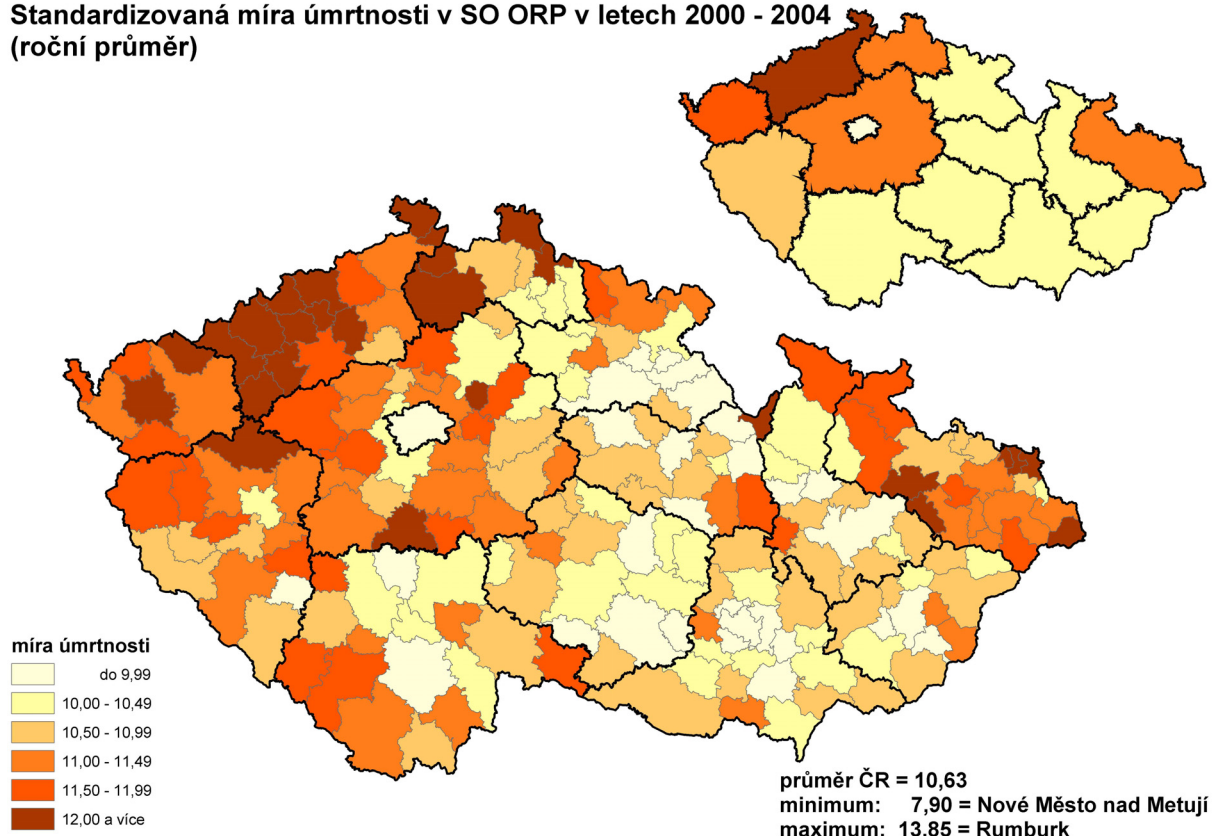 Standardizovaná míra úmrtnosti v SO ORP v letech 2000 - 2004
(roční průměr)
míra úmrtnosti
do 9,99
10,00 - 10,49
10,50 - 10,99
11,00 - 11,49
11,50 - 11,99
12,00 a více
průměr ČR = 10,63
minimum: 7,90 = Nové Město nad Metují
maximum: 13,85 = Rumburk